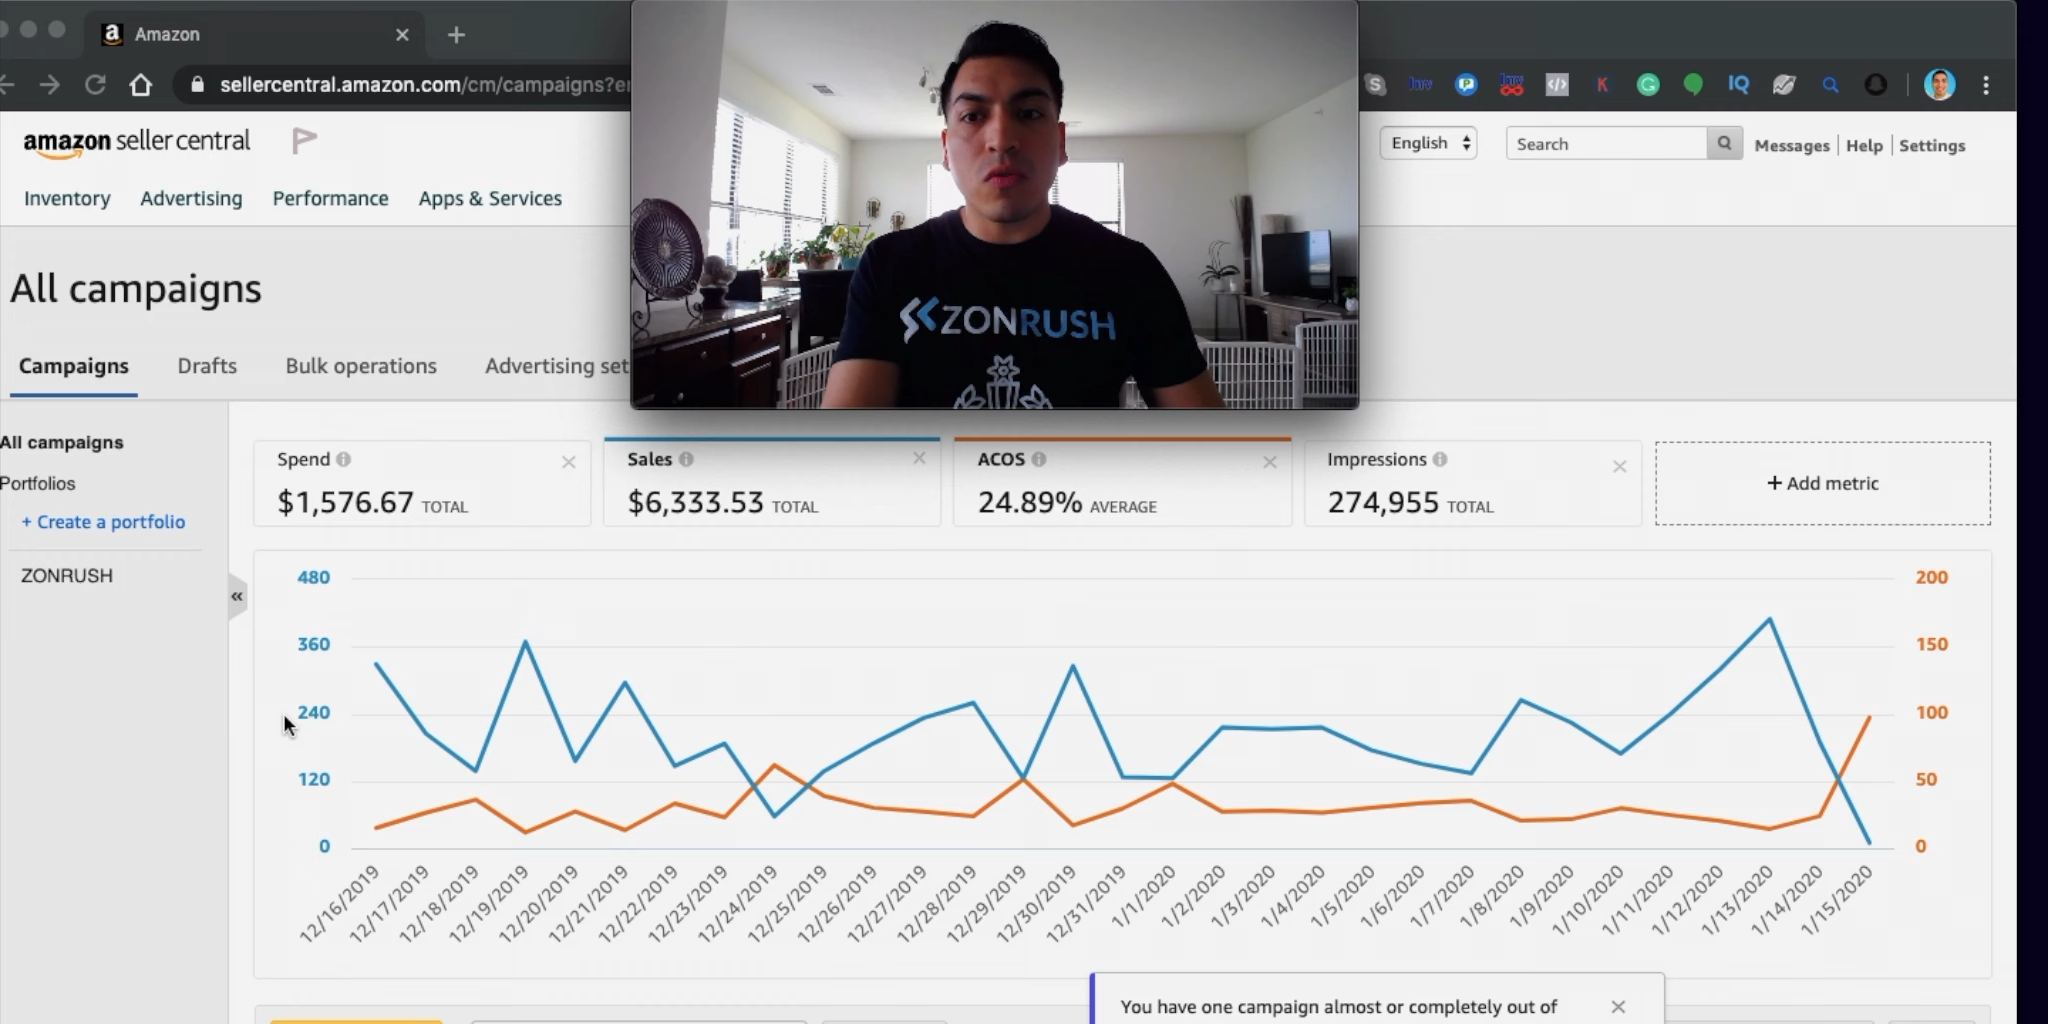 Amazon
sellercentral.amazon.com/cm/campaigns?e
amazon seller central
English
Search
Messages
Help
Settings
Inventory
Advertising
Performance
Apps & Services
ZONRUSH
All campaigns
Campaigns
Drafts
Bulk operations
Advertising set
All campaigns
Portfolios
+ Create a portfolio
ZONRUSH
«
Spend
$1,576.67 TOTAL
Sales
$6,333.53 TOTAL
ACOS
24.89% AVERAGE
Impressions
274,955 TOTAL
+ Add metric
480
360
240
120
0
200
150
100
50
0
12/16/2019
12/17/2019
12/18/2019
12/19/2019
12/20/2019
12/21/2019
12/22/2019
12/23/2019
12/24/2019
12/25/2019
12/26/2019
12/27/2019
12/28/2019
12/29/2019
12/30/2019
12/31/2019
1/1/2020
1/2/2020
1/3/2020
1/4/2020
1/5/2020
1/6/2020
1/7/2020
1/8/2020
1/9/2020
1/10/2020
1/11/2020
1/12/2020
1/13/2020
1/14/2020
1/15/2020
You have one campaign almost or completely out of